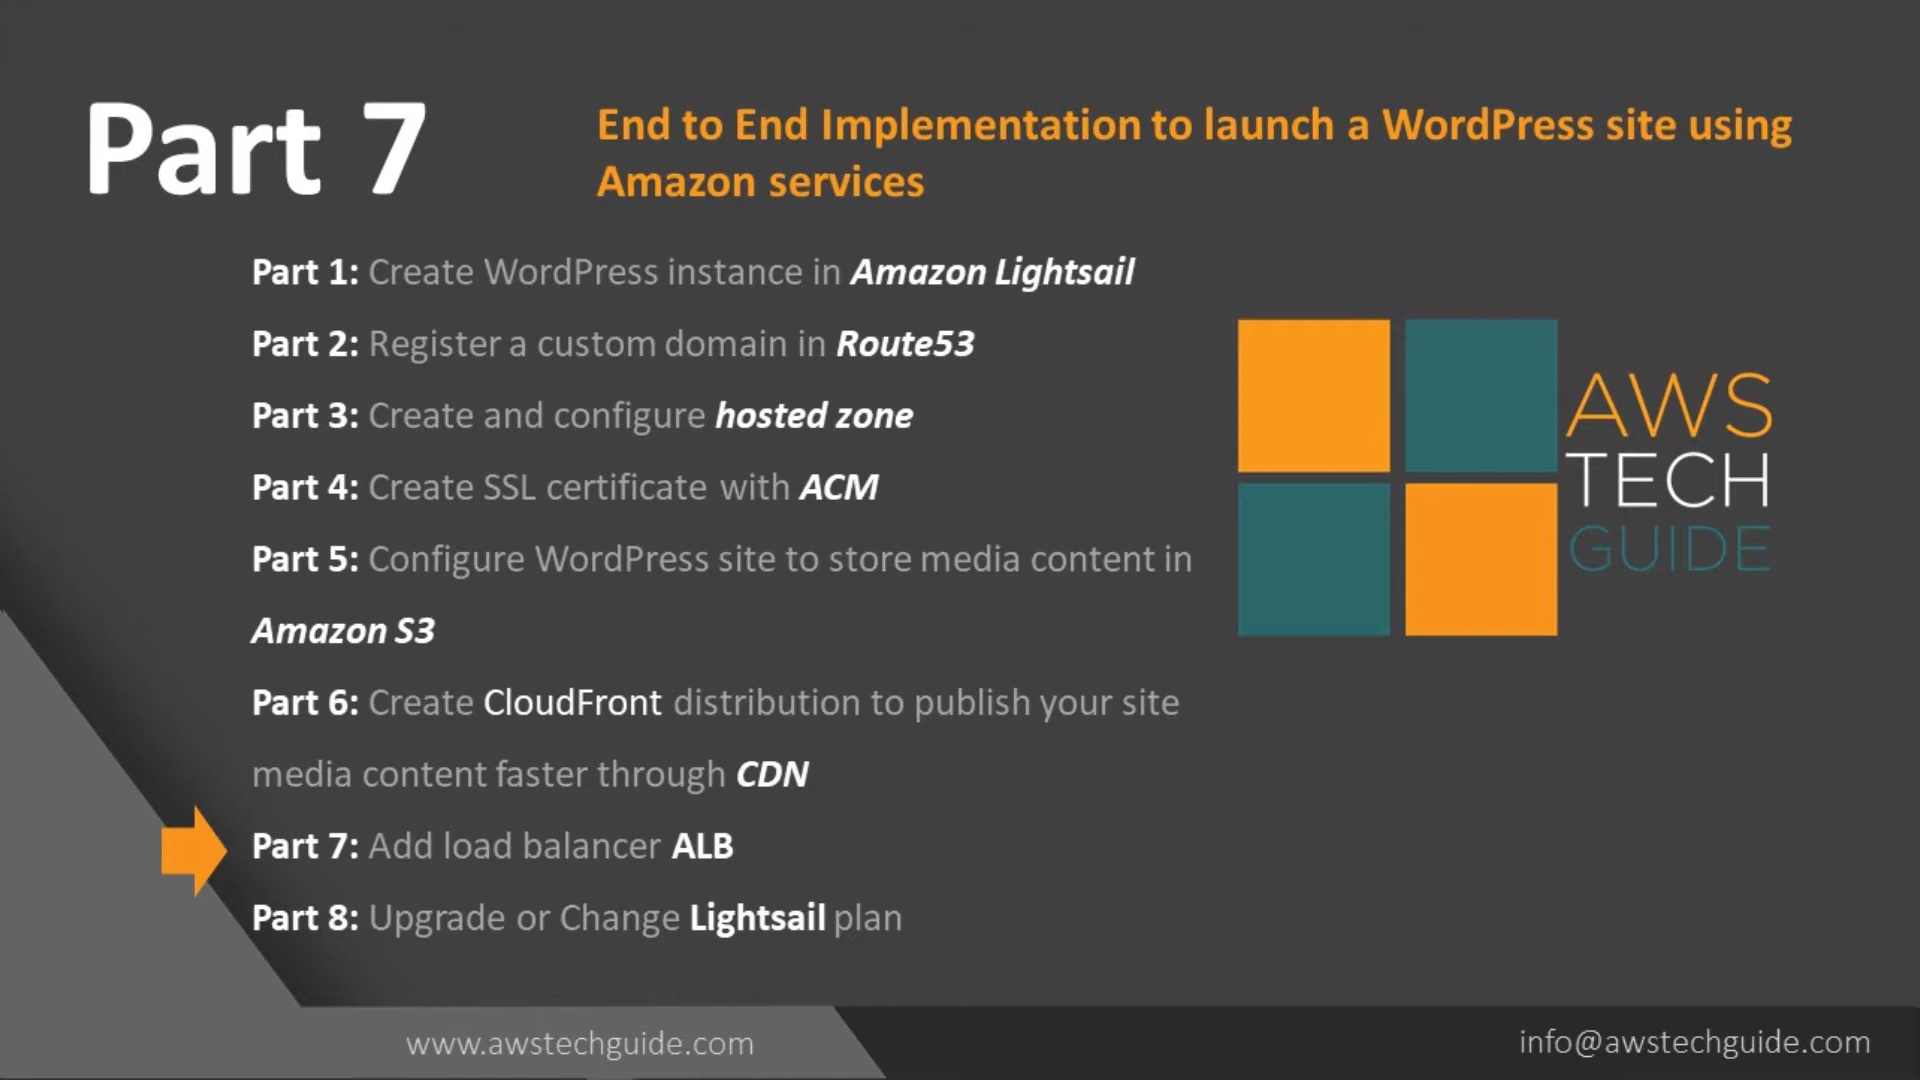 Part 7
End to End Implementation to launch a WordPress site using
Amazon services
Part 1: Create WordPress instance in Amazon Lightsail
Part 2: Register a custom domain in Route53
Part 3: Create and configure hosted zone
Part 4: Create SSL certificate with ACM
Part 5: Configure WordPress site to store media content in
Amazon S3
Part 6: Create CloudFront distribution to publish your site
media content faster through CDN
Part 7: Add load balancer ALB
Part 8: Upgrade or Change Lightsail plan
AWS
TECH
GUIDE
www.awstechguide.com
info@awstechguide.com